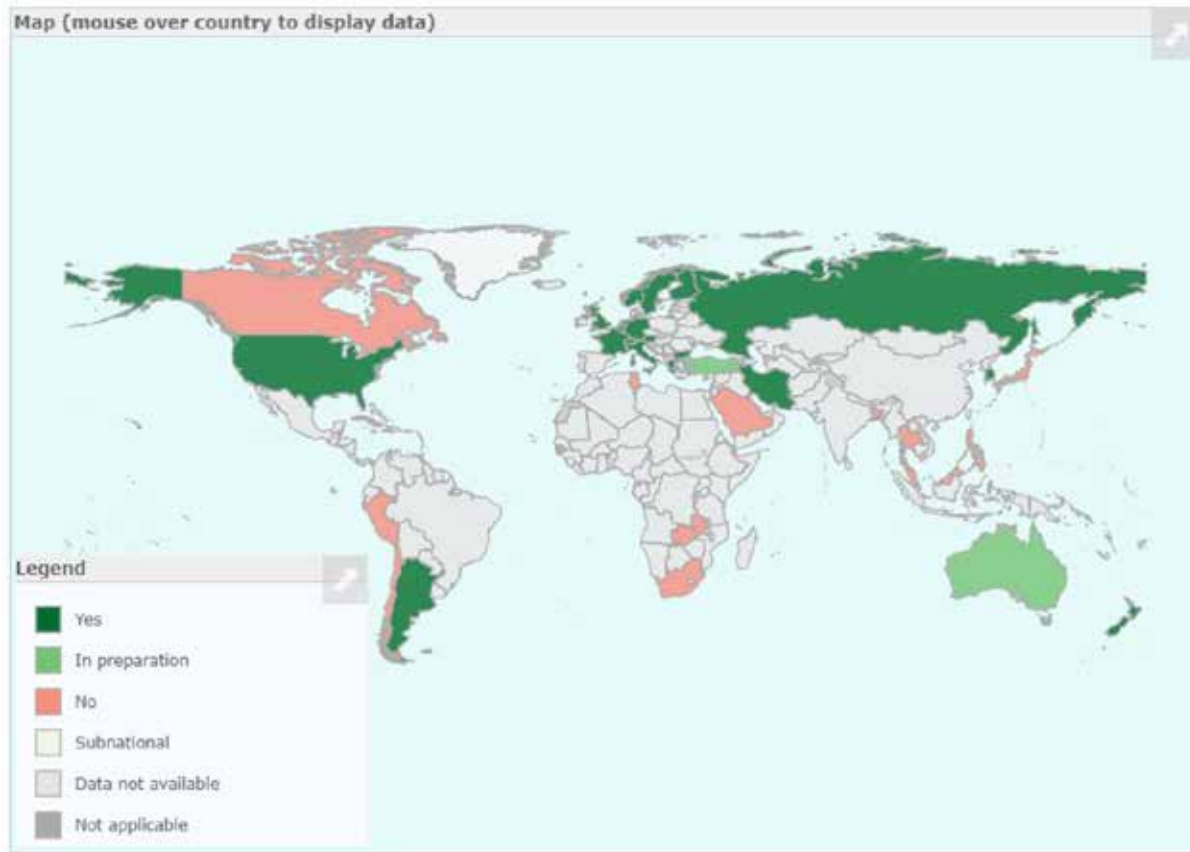 Map (mouse over country to display data)
Legend
Yes
In preparation
No
Subnational
Data not available
Not applicable